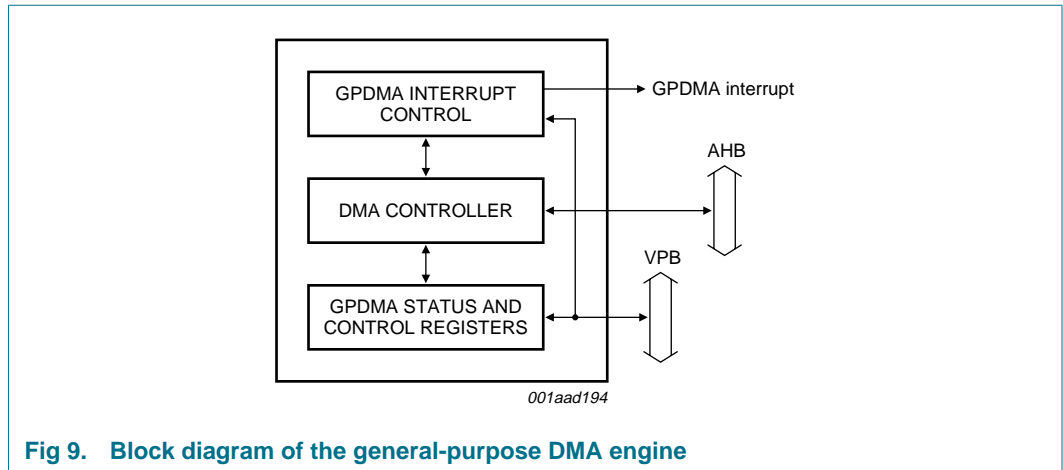 GPDMA INTERRUPT
CONTROL
GPDMA interrupt
AHB
DMA CONTROLLER
VPB
GPDMA STATUS AND
CONTROL REGISTERS
001aad194
Fig 9. Block diagram of the general-purpose DMA engine